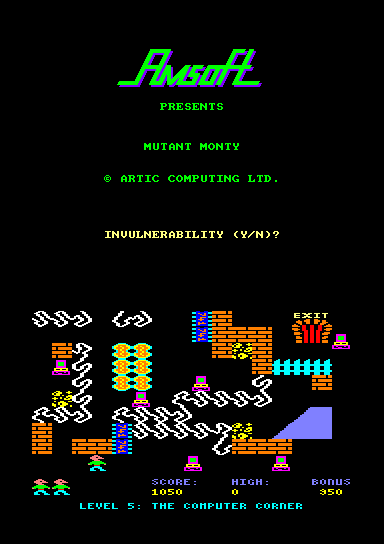 Amsoft
PRESENTS
MUTANT MONTY
© ARTIC COMPUTING LTD.
INVULNERABILITY (Y/N)?
EXIT
SCORE: HIGH: BONUS
1050 0 350
LEVEL 5: THE COMPUTER CORNER